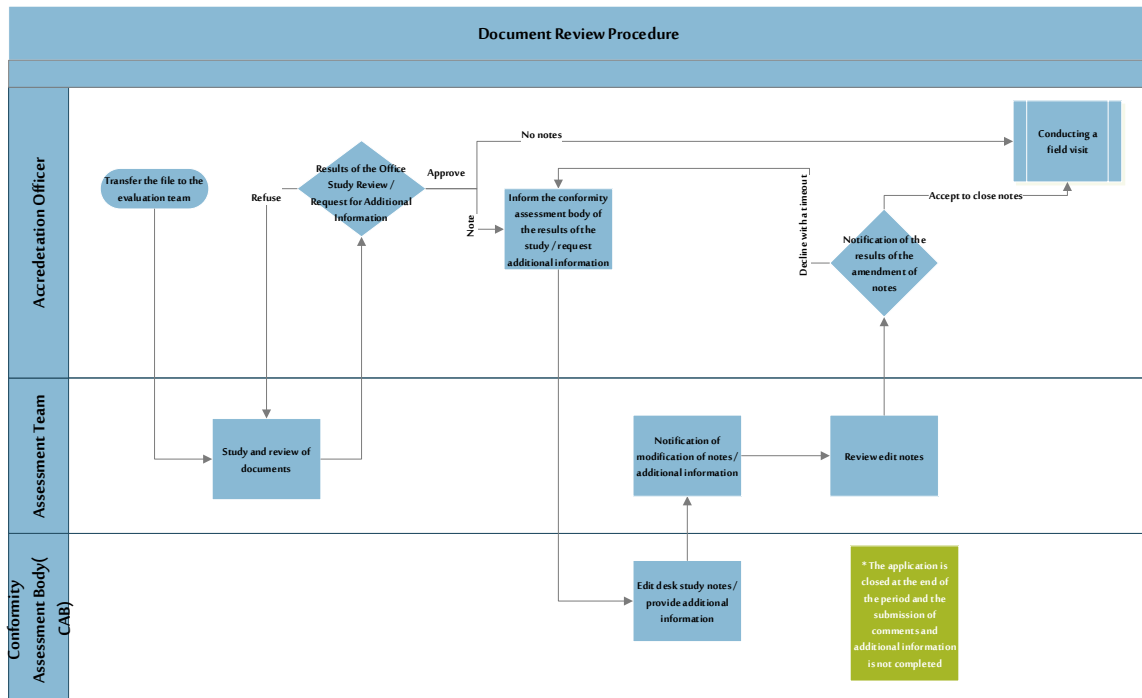 Document Review Procedure
Accredetation Officer
Transfer the file to the
evaluation team
Refuse
Results of the Office
Study Review /
Request for Additional
Information
Approve
No notes
Note
Inform the conformity
assessment body of
the results of the
study / request
additional information
Decline with a timeout
Notification of the
results of the
amendment of
notes
Accept to close notes
Conducting a
field visit
Assessment Team
Study and review of
documents
Notification of
modification of notes /
additional information
Review edit notes
Conformity
Assessment Body(
CAB)
Edit desk study notes /
provide additional
information
* The application is
closed at the end of
the period and the
submission of
comments and
additional information
is not completed